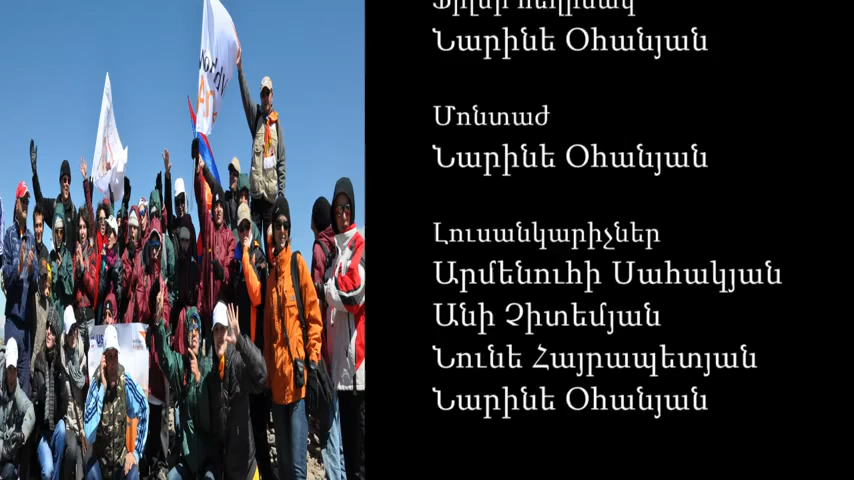 Նարինե Օհանյան
Մոնտաժ
Նարինե Օհանյան
Լուսանկարիչներ
Արմենուհի Սահակյան
Անի Չիտեմյան
Նունե Հայրապետյան
Նարինե Օհանյան